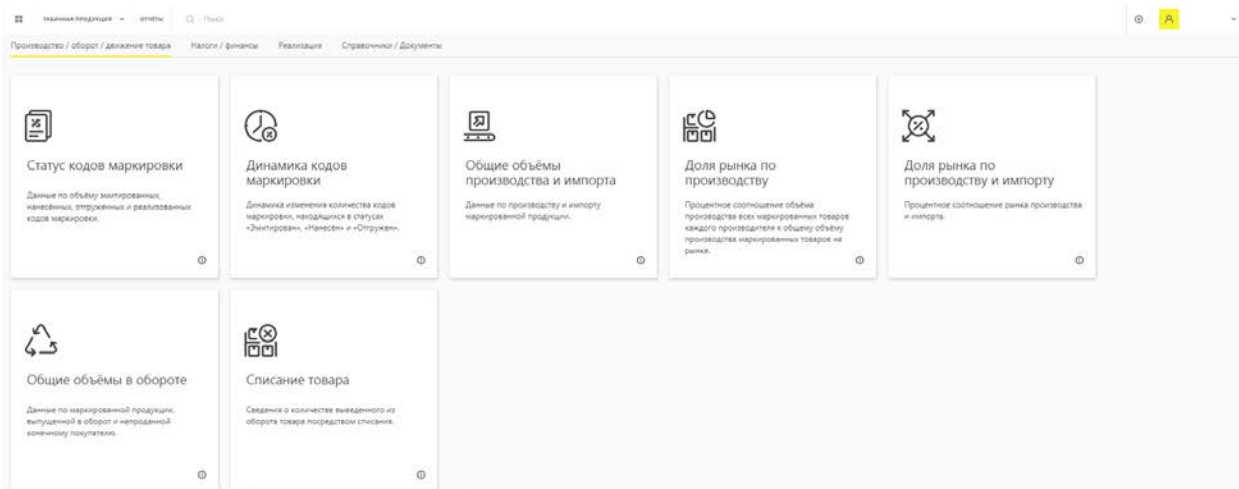 ТАБАЧНАЯ ПРОДУКЦИЯ ОТЧЁТЫ Поиск
Производство / оборот / движение товара Налоги / финансы Реализация Справочники / Документы
Статус кодов маркировки
Данные по объёму эмитированных,
нанесённых, отгруженных и реализованных
кодов маркировки.
Динамика кодов
маркировки
Динамика изменения количества кодов
маркировки, находящихся в статусах
«Эмитирован», «Нанесён» и «Отгружен».
Общие объёмы
производства и импорта
Данные по производству и импорту
маркированной продукции.
Доля рынка по
производству
Процентное соотношение объёма
производства всех маркированных товаров
каждого производителя к общему объёму
производства маркированных товаров на
рынке.
Доля рынка по
производству и импорту
Процентное соотношение рынка производства
и импорта.
Общие объёмы в обороте
Данные по маркированной продукции,
выпущенной в оборот и непроданной
конечному покупателю.
Списание товара
Сведения о количестве выведенного из
оборота товара посредством списания.